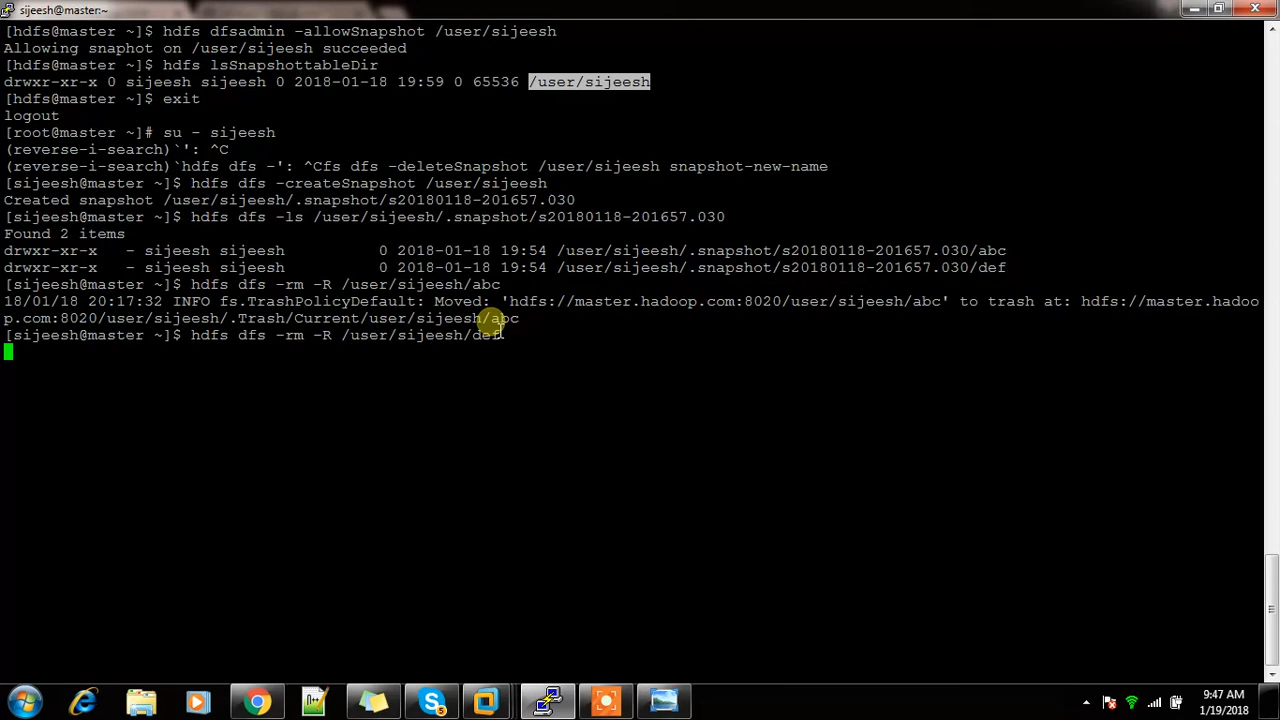 sijeesh@master:~
[hdfs@master ~]$ hdfs dfsadmin -allowSnapshot /user/sijeesh
Allowing snaphot on /user/sijeesh succeeded
[hdfs@master ~]$ hdfs lsSnapshottableDir
drwxr-xr-x 0 sijeesh sijeesh 0 2018-01-18 19:59 0 65536 /user/sijeesh
[hdfs@master ~]$ exit
logout
[root@master ~]# su - sijeesh
(reverse-i-search)`': ^C
(reverse-i-search)`hdfs dfs -': ^Cfs dfs -deleteSnapshot /user/sijeesh snapshot-new-name
[sijeesh@master ~]$ hdfs dfs -createSnapshot /user/sijeesh
Created snapshot /user/sijeesh/.snapshot/s20180118-201657.030
[sijeesh@master ~]$ hdfs dfs -ls /user/sijeesh/.snapshot/s20180118-201657.030
Found 2 items
drwxr-xr-x   - sijeesh sijeesh          0 2018-01-18 19:54 /user/sijeesh/.snapshot/s20180118-201657.030/abc
drwxr-xr-x   - sijeesh sijeesh          0 2018-01-18 19:54 /user/sijeesh/.snapshot/s20180118-201657.030/def
[sijeesh@master ~]$ hdfs dfs -rm -R /user/sijeesh/abc
18/01/18 20:17:32 INFO fs.TrashPolicyDefault: Moved: 'hdfs://master.hadoop.com:8020/user/sijeesh/abc' to trash at: hdfs://master.hadoo
p.com:8020/user/sijeesh/.Trash/Current/user/sijeesh/abc
[sijeesh@master ~]$ hdfs dfs -rm -R /user/sijeesh/def
9:47 AM
1/19/2018